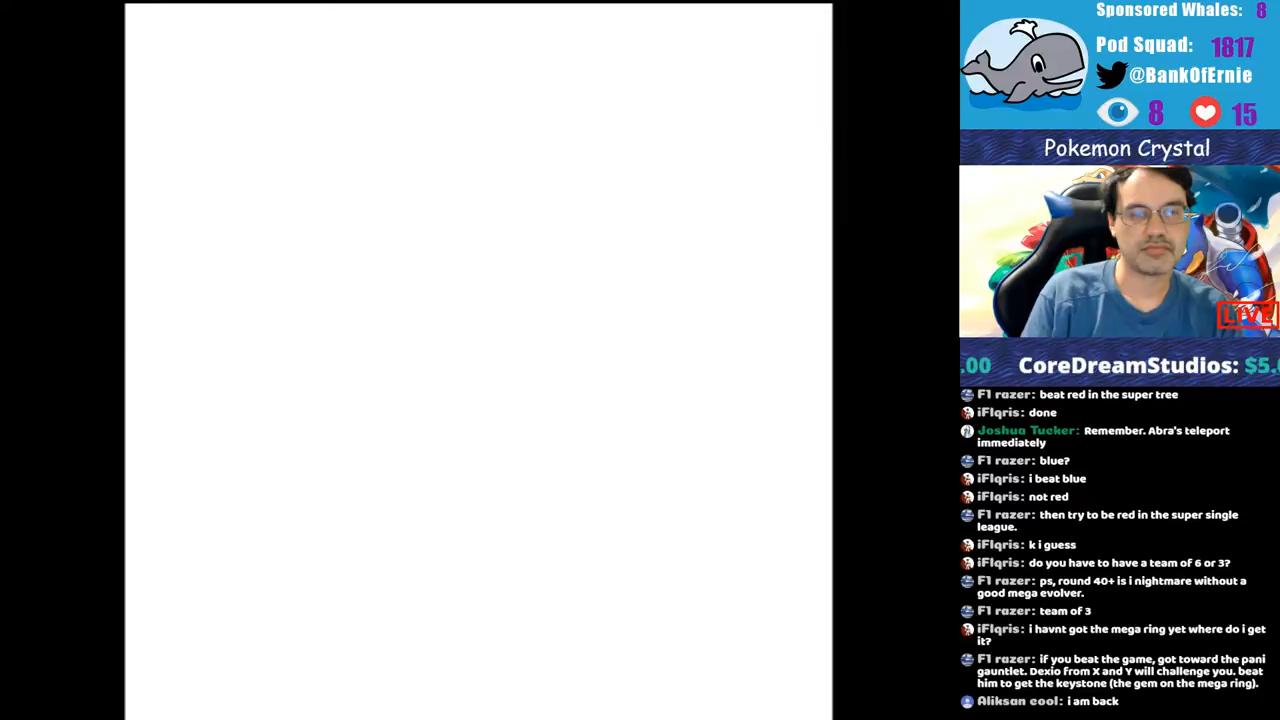 Sponsored Whales: 8
Pod Squad: 1817
@BankOfErnie
8 15
Pokemon Crystal
LIVE
.00 CoreDreamStudios: $5.
F1 razer: beat red in the super tree
iFlqris: done
Joshua Tucker: Remember. Abra's teleport
immediately
F1 razer: blue?
iFlqris: i beat blue
iFlqris: not red
F1 razer: then try to be red in the super single
league.
iFlqris: k i guess
iFlqris: do you have to have a team of 6 or 3?
F1 razer: ps, round 40+ is i nightmare without a
good mega evolver.
F1 razer: team of 3
iFlqris: i havnt got the mega ring yet where do i get
it?
F1 razer: if you beat the game, got toward the pani
gauntlet. Dexio from X and Y will challenge you. beat
him to get the keystone (the gem on the mega ring).
Aliksan cool: i am back